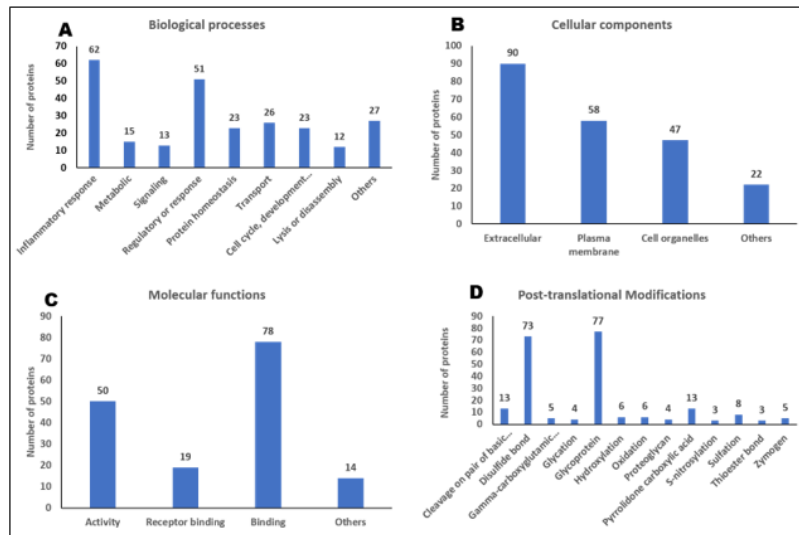 A
Biological processes
Number of proteins
70
60
50
40
30
20
10
0
62
15
13
51
23
26
23
12
27
Inflammatory response
Metabolic
Signaling
Regulatory or response
Protein homeostasis
Transport
Cell cycle, development...
Lysis or disassembly
Others
B
Cellular components
Number of proteins
100
90
80
70
60
50
40
30
20
10
0
90
58
47
22
Extracellular
Plasma
membrane
Cell organelles
Others
C
Molecular functions
Number of proteins
90
80
70
60
50
40
30
20
10
0
50
19
78
14
Activity
Receptor binding
Binding
Others
D
Post-translational Modifications
Number of proteins
90
80
70
60
50
40
30
20
10
0
13
73
5
4
77
6
6
4
13
3
8
3
5
Cleavage on pair of basic...
Disulfide bond
Gamma-carboxyglutamic...
Glycation
Glycoprotein
Hydroxylation
Oxidation
Proteoglycan
Pyrrolidone carboxylic acid
S-nitrosylation
Sulfation
Thioester bond
Zymogen